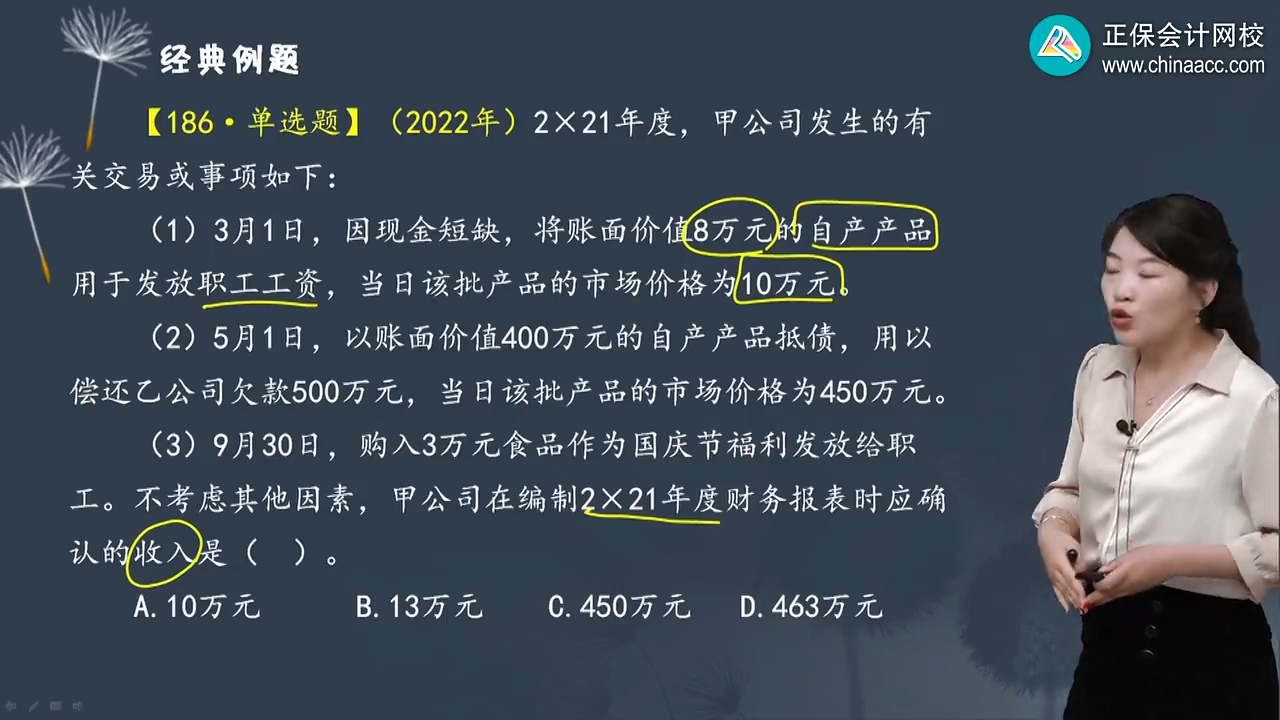 正保会计网校
www.chinaacc.com
经典例题
【186·单选题】（2022年）2×21年度，甲公司发生的有
关交易或事项如下：
（1）3月1日，因现金短缺，将账面价值8万元的自产产品
用于发放职工工资，当日该批产品的市场价格为10万元。
（2）5月1日，以账面价值400万元的自产产品抵债，用以
偿还乙公司欠款500万元，当日该批产品的市场价格为450万元。
（3）9月30日，购入3万元食品作为国庆节福利发放给职
工。不考虑其他因素，甲公司在编制2×21年度财务报表时应确
认的收入是（　）。
A.10万元 B.13万元 C.450万元 D.463万元